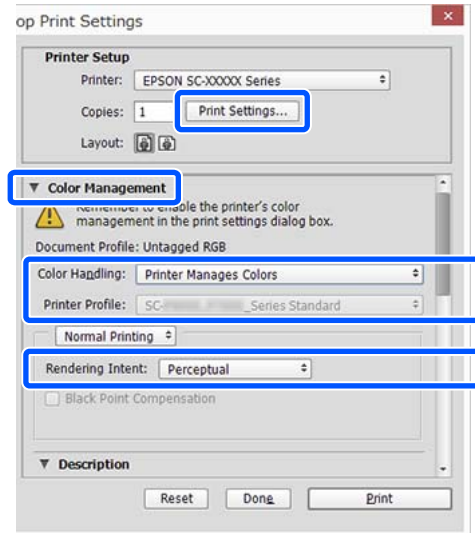 op Print Settings
Printer Setup
Printer: EPSON SC-XXXXX Series
Copies: 1 Print Settings...
Layout:
Color Management
Remember to enable the printer's color
management in the print settings dialog box.
Document Profile: Untagged RGB
Color Handling: Printer Manages Colors
Printer Profile: SC- _Series Standard
Normal Printing
Rendering Intent: Perceptual
Black Point Compensation
Description
Reset Done Print